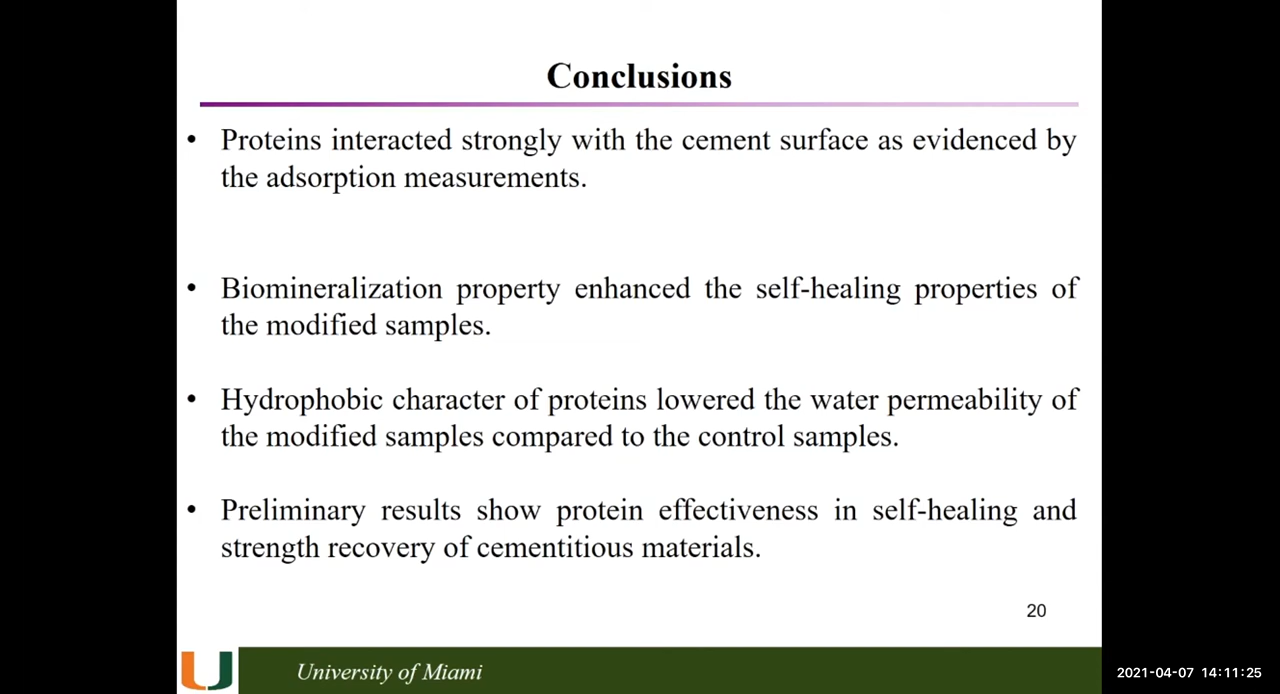 Conclusions
• Proteins interacted strongly with the cement surface as evidenced by
the adsorption measurements.
• Biomineralization property enhanced the self-healing properties of
the modified samples.
• Hydrophobic character of proteins lowered the water permeability of
the modified samples compared to the control samples.
• Preliminary results show protein effectiveness in self-healing and
strength recovery of cementitious materials.
20
University of Miami
2021-04-07 14:11:25